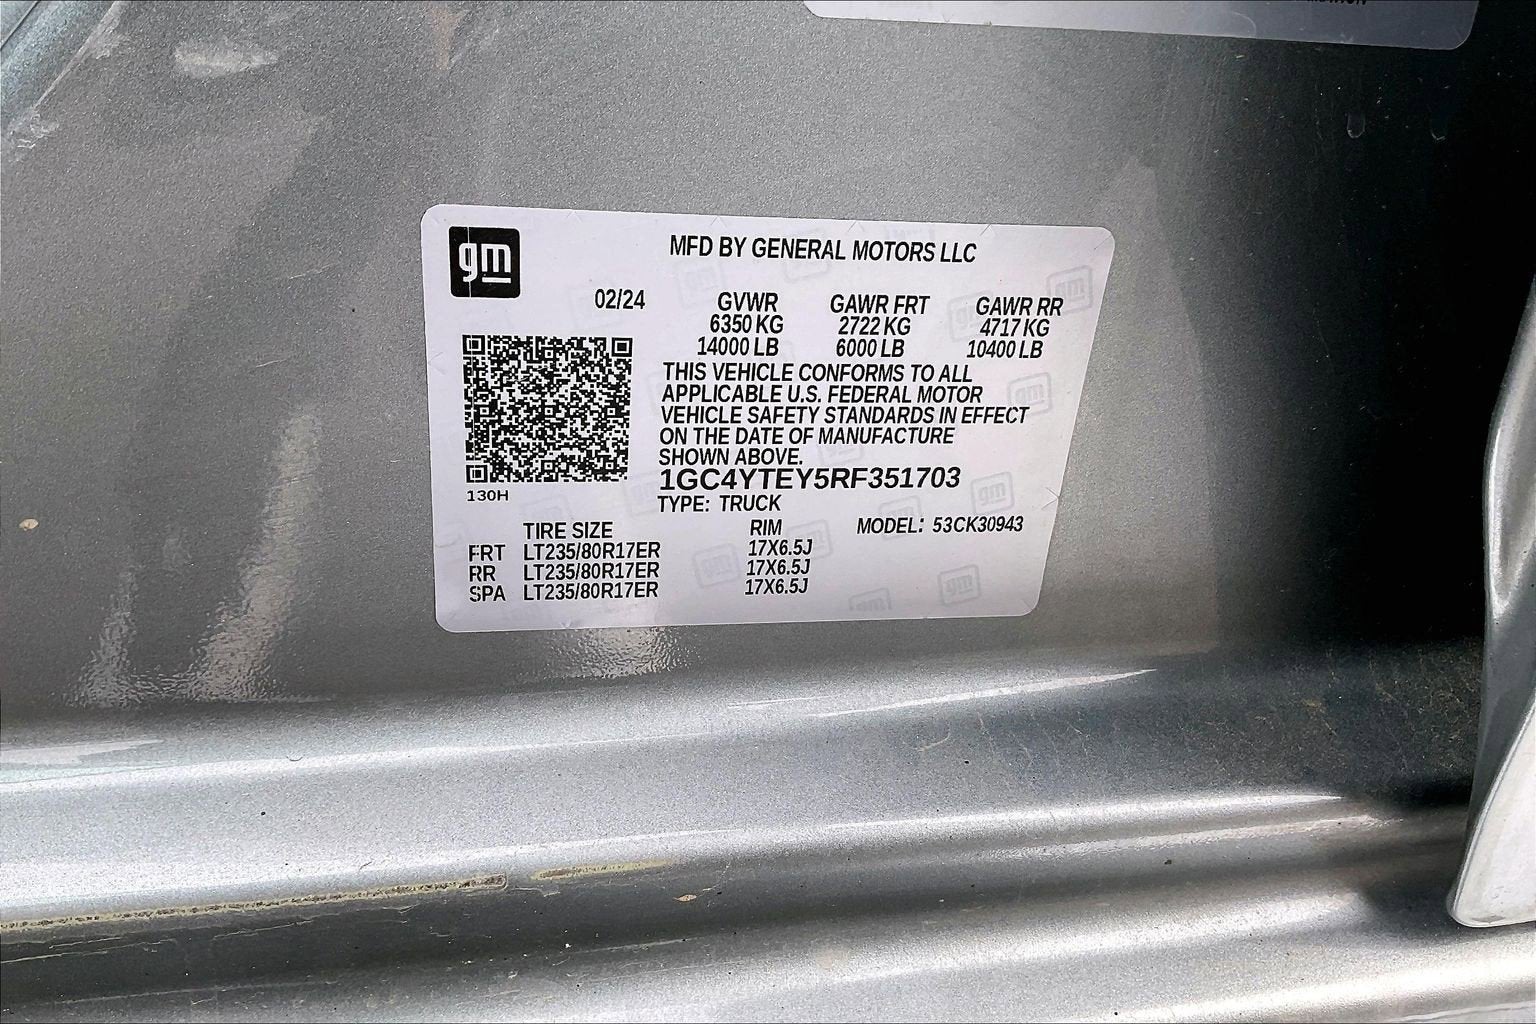 gm
MFD BY GENERAL MOTORS LLC
02/24 GVWR GAWR FRT GAWR RR
6350 KG 2722 KG 4717 KG
14000 LB 6000 LB 10400 LB
THIS VEHICLE CONFORMS TO ALL
APPLICABLE U.S. FEDERAL MOTOR
VEHICLE SAFETY STANDARDS IN EFFECT
ON THE DATE OF MANUFACTURE
SHOWN ABOVE.
1GC4YTEY5RF351703
130H
TYPE: TRUCK
TIRE SIZE RIM MODEL: 53CK30943
FRT LT235/80R17ER 17X6.5J
RR LT235/80R17ER 17X6.5J
SPA LT235/80R17ER 17X6.5J